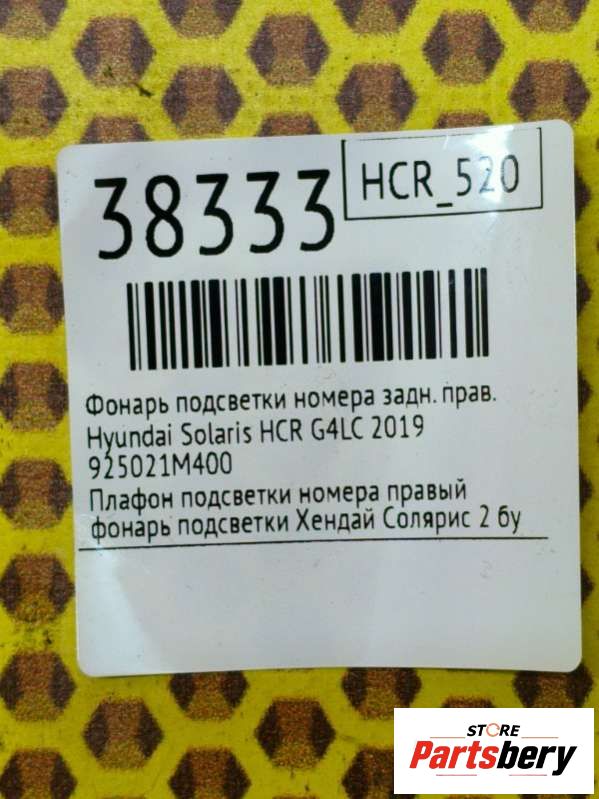 38333
HCR_520
Фонарь подсветки номера задн. прав.
Hyundai Solaris HCR G4LC 2019
925021M400
Плафон подсветки номера правый
фонарь подсветки Хендай Солярис 2 бу
STORE
Partsbery